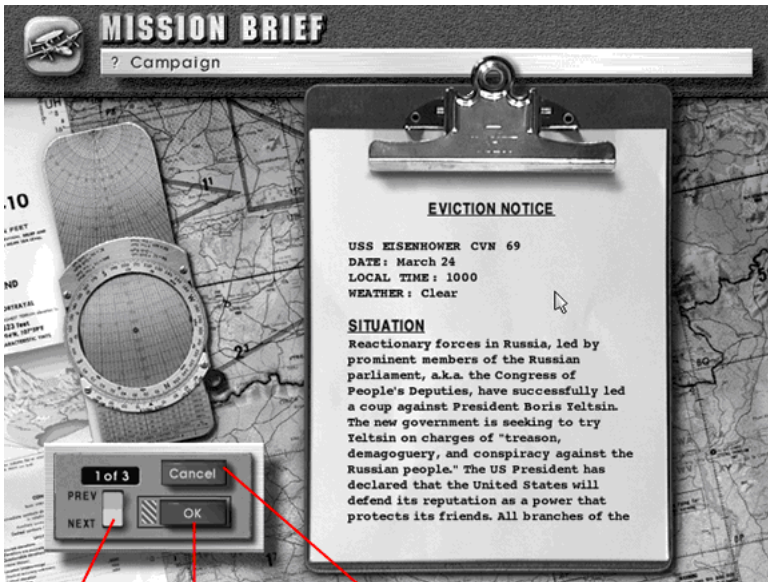 MISSION BRIEF
? Campaign
UH
-10
EVICTION NOTICE
USS EISENHOWER CVN 69
DATE: March 24
LOCAL TIME: 1000
WEATHER: Clear
SITUATION
Reactionary forces in Russia, led by
prominent members of the Russian
parliament, a.k.a. the Congress of
People's Deputies, have successfully led
a coup against President Boris Yeltsin.
The new government is seeking to try
Yeltsin on charges of "treason,
demagoguery, and conspiracy against the
Russian people." The US President has
declared that the United States will
defend its reputation as a power that
protects its friends. All branches of the
1 of 3
Cancel
PREV
NEXT
OK